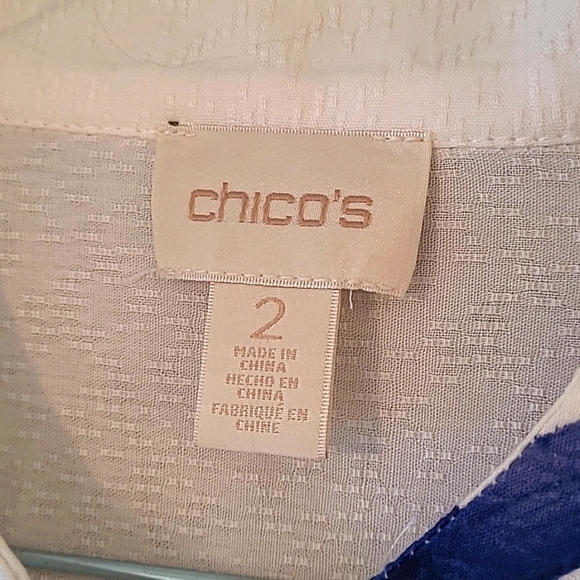 chico's
2
MADE IN
CHINA
HECHO EN
CHINA
FABRIQUÉ EN
CHINE